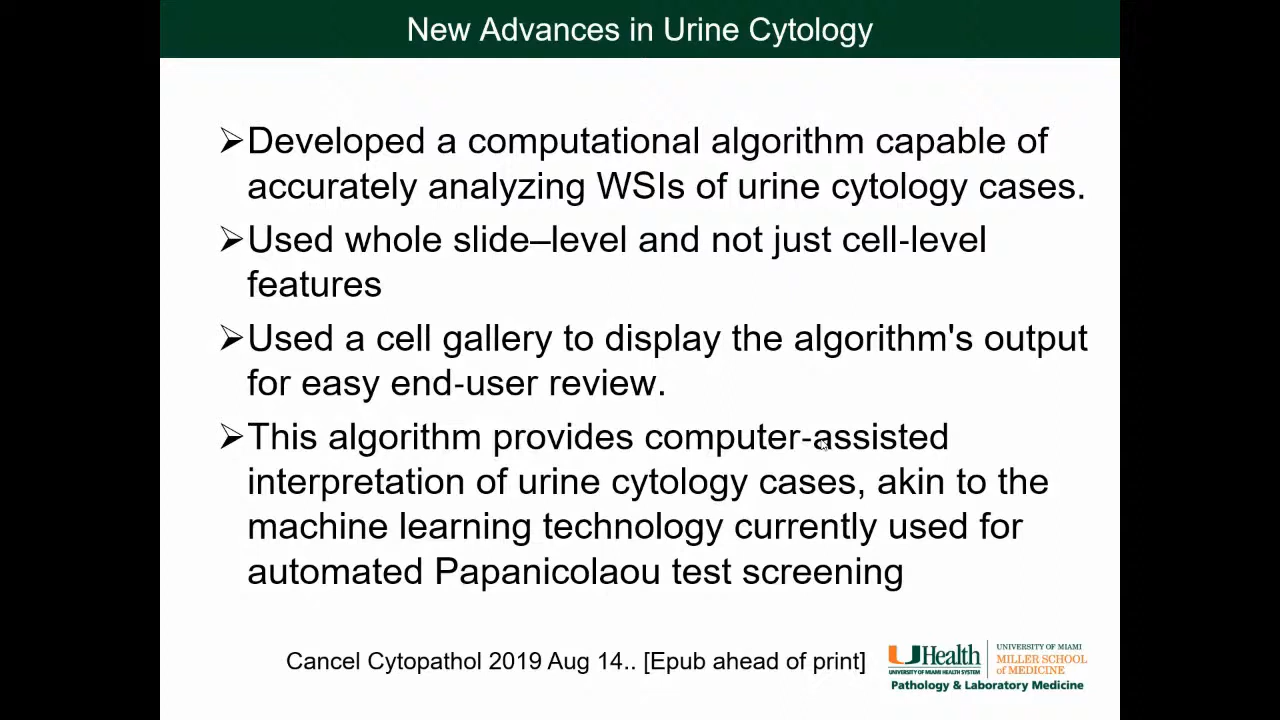 New Advances in Urine Cytology
➢Developed a computational algorithm capable of
accurately analyzing WSIs of urine cytology cases.
➢Used whole slide–level and not just cell-level
features
➢Used a cell gallery to display the algorithm's output
for easy end-user review.
➢This algorithm provides computer-assisted
interpretation of urine cytology cases, akin to the
machine learning technology currently used for
automated Papanicolaou test screening
Cancel Cytopathol 2019 Aug 14.. [Epub ahead of print]
UHealth
UNIVERSITY OF MIAMI HEALTH SYSTEM
UNIVERSITY OF MIAMI
MILLER SCHOOL
of MEDICINE
Pathology & Laboratory Medicine